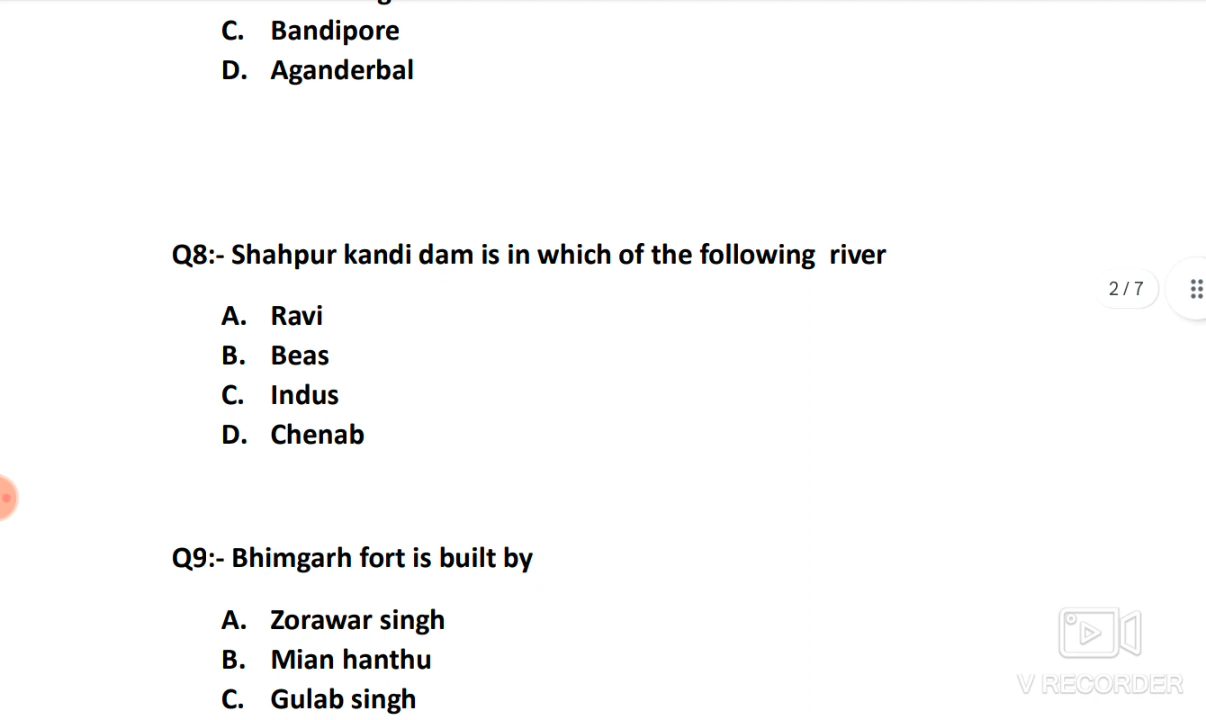 C. Bandipore
D. Aganderbal
Q8:- Shahpur kandi dam is in which of the following river
2 / 7
A. Ravi
B. Beas
C. Indus
D. Chenab
Q9:- Bhimgarh fort is built by
A. Zorawar singh
B. Mian hanthu
C. Gulab singh
V RECORDER